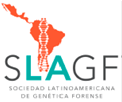 SLAGF
SOCIEDAD LATINOAMERICANA
DE GENÉTICA FORENSE